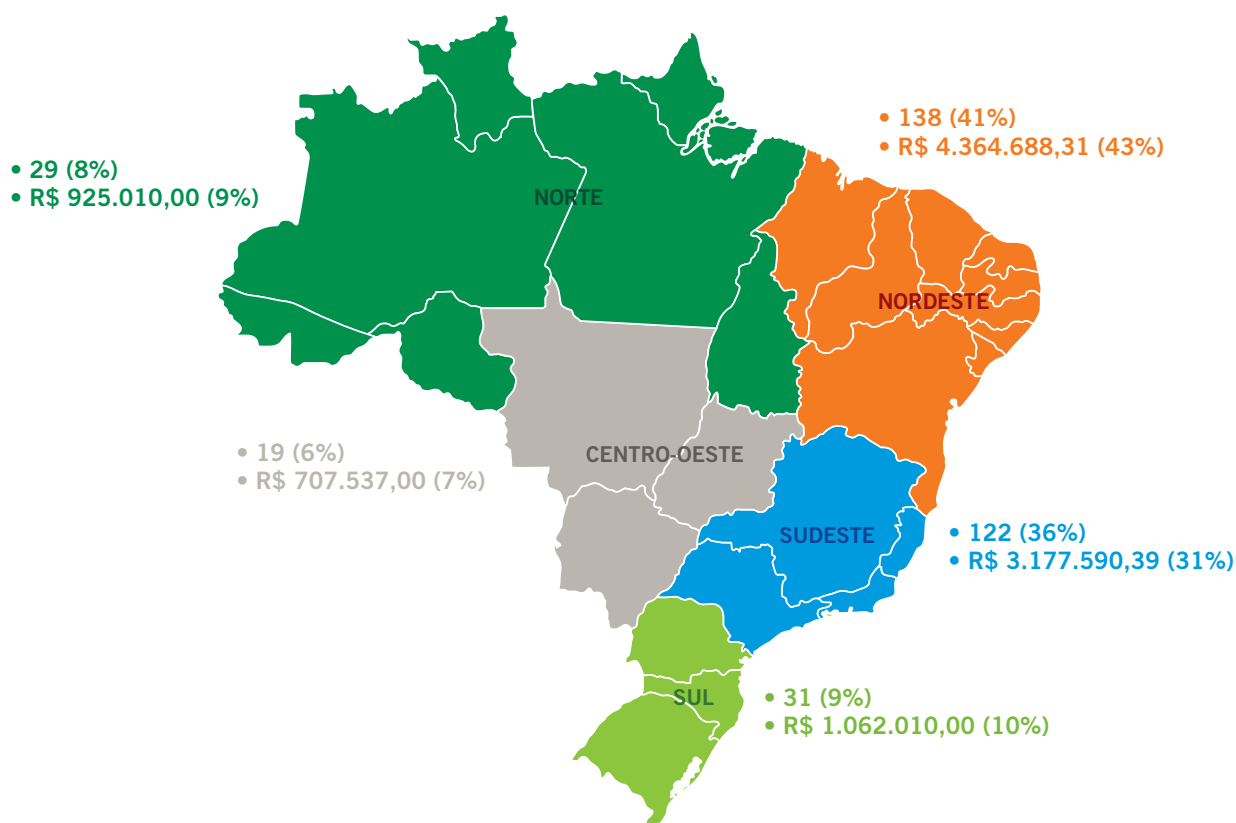 • 138 (41%)
• R$ 4.364.688,31 (43%)
• 29 (8%)
• R$ 925.010,00 (9%)
NORTE
NORDESTE
• 19 (6%)
• R$ 707.537,00 (7%)
CENTRO-OESTE
SUDESTE
• 122 (36%)
• R$ 3.177.590,39 (31%)
SUL
• 31 (9%)
• R$ 1.062.010,00 (10%)